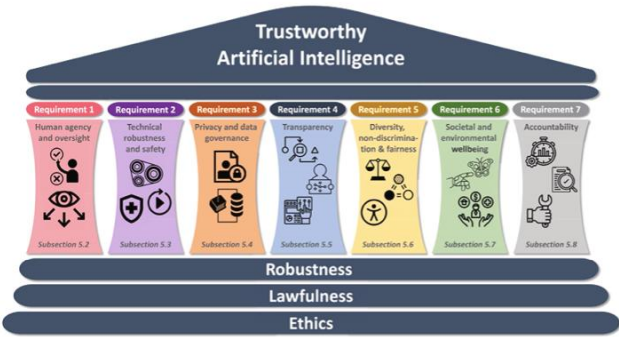 Trustworthy
Artificial Intelligence
Requirement 1
Requirement 2
Requirement 3
Requirement 4
Requirement 5
Requirement 6
Requirement 7
Human agency
and oversight
Technical
robustness
and safety
Privacy and data
governance
Transparency
Diversity,
non-discrimina-
tion & fairness
Societal and
environmental
wellbeing
Accountability
Subsection 5.2
Subsection 5.3
Subsection 5.4
Subsection 5.5
Subsection 5.6
Subsection 5.7
Subsection 5.8
Robustness
Lawfulness
Ethics